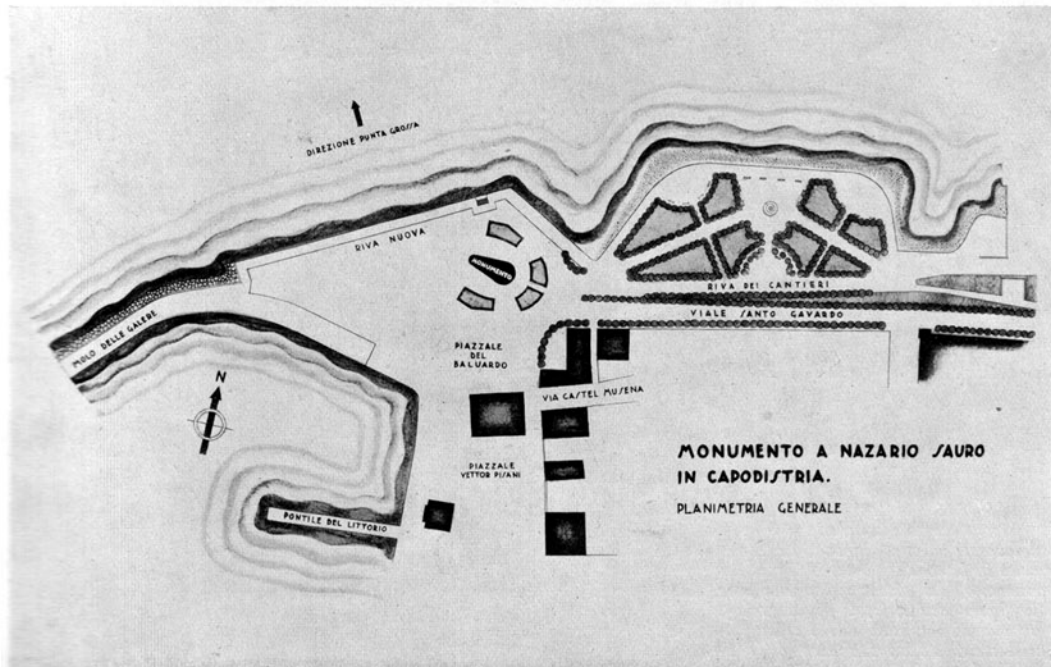 DIREZIONE PUNTA GROSSA
RIVA NUOVA
MONUMENTO
MOLO DELLE GALERE
RIVA DEI CANTIERI
VIALE SANTO GAVARDO
PIAZZALE
DEL
BALUARDO
VIA CASTEL MUSENA
N
PIAZZALE
VETTOR PISANI
PONTILE DEL LITTORIO
MONUMENTO A NAZARIO SAURO
IN CAPODISTRIA.
PLANIMETRIA GENERALE